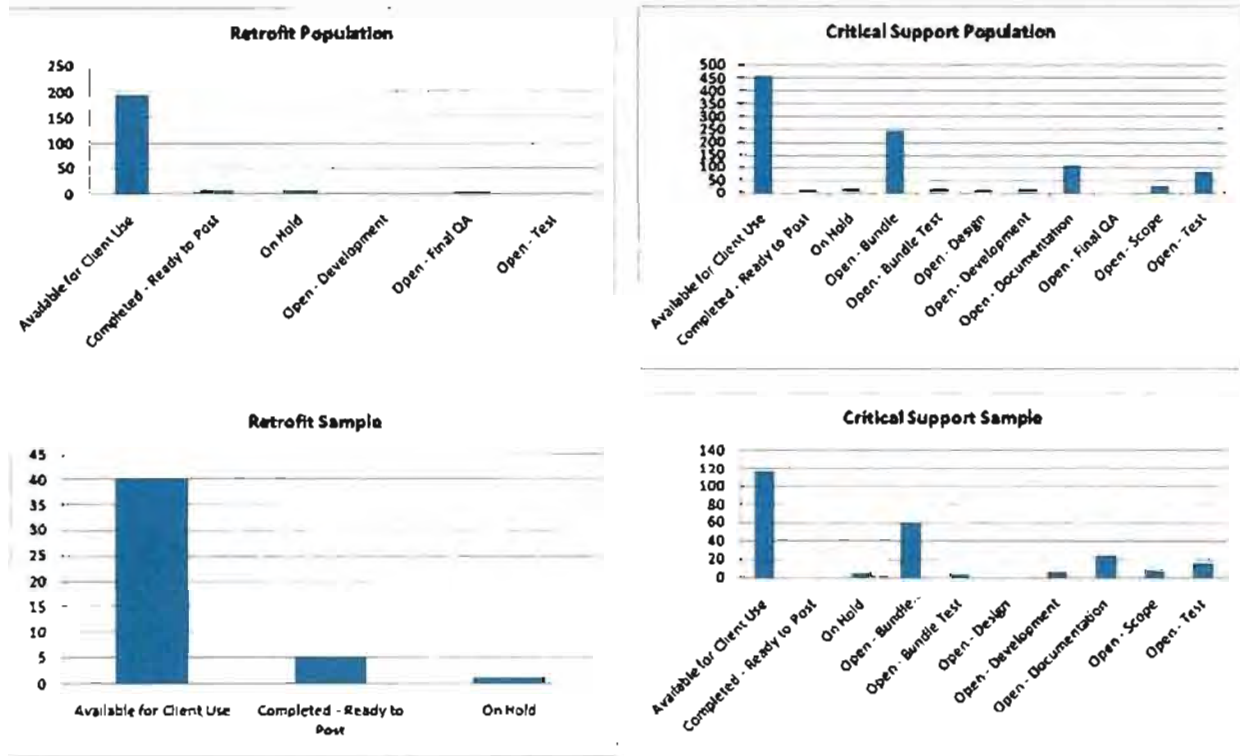 Retrofit Population
250
200
150
100
50
0
Available for Client Use
Completed - Ready to Post
On Hold
Open - Development
Open - Final QA
Open - Test
Critical Support Population
500
450
400
350
300
250
200
150
100
50
0
Available for Client Use
Completed - Ready to Post
On Hold
Open - Bundle
Open - Bundle Test
Open - Design
Open - Development
Open - Documentation
Open - Final QA
Open - Scope
Open - Test
Retrofit Sample
45
40
35
30
25
20
15
10
5
0
Available for Client Use
Completed - Ready to
Post
On Hold
Critical Support Sample
140
120
100
80
60
40
20
0
Available for Client Use
Completed - Ready to Post
On Hold
Open - Bundle...
Open - Bundle Test
Open - Design
Open - Development
Open - Documentation
Open - Scope
Open - Test